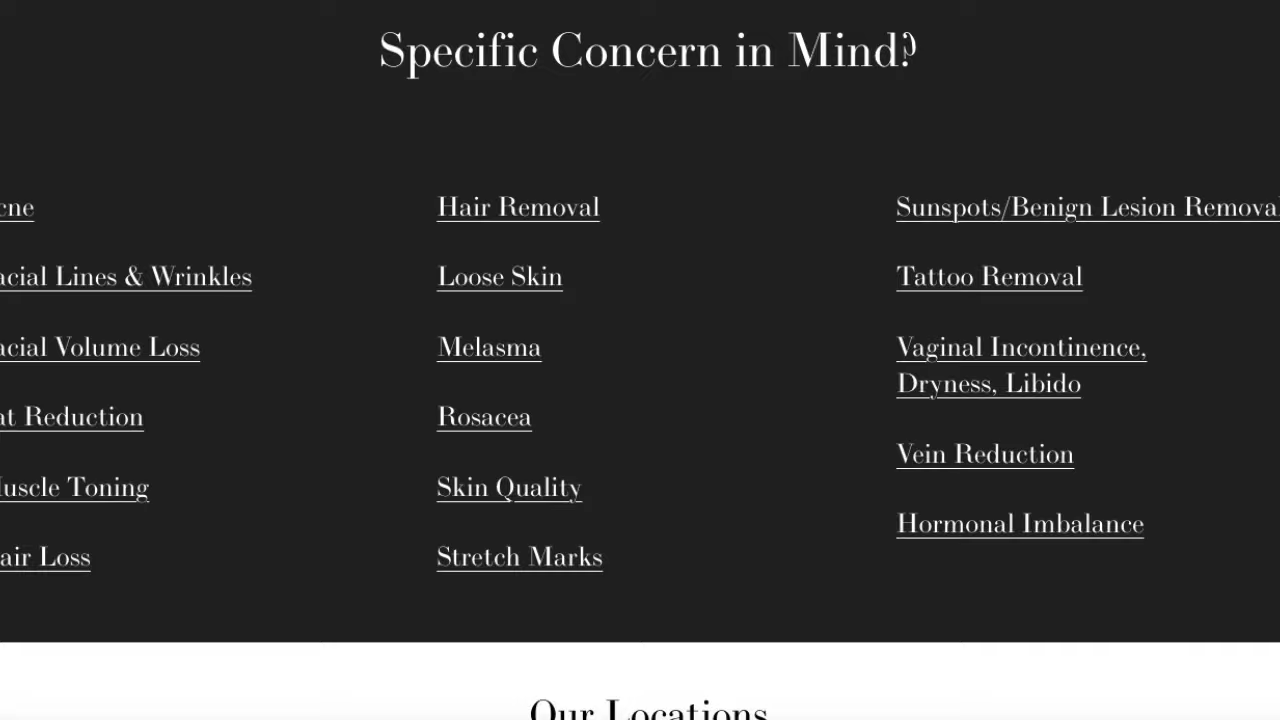 Specific Concern in Mind?
cne
acial Lines & Wrinkles
acial Volume Loss
at Reduction
uscle Toning
air Loss
Hair Removal
Loose Skin
Melasma
Rosacea
Skin Quality
Stretch Marks
Sunspots/Benign Lesion Remova
Tattoo Removal
Vaginal Incontinence,
Dryness, Libido
Vein Reduction
Hormonal Imbalance
Our Locations